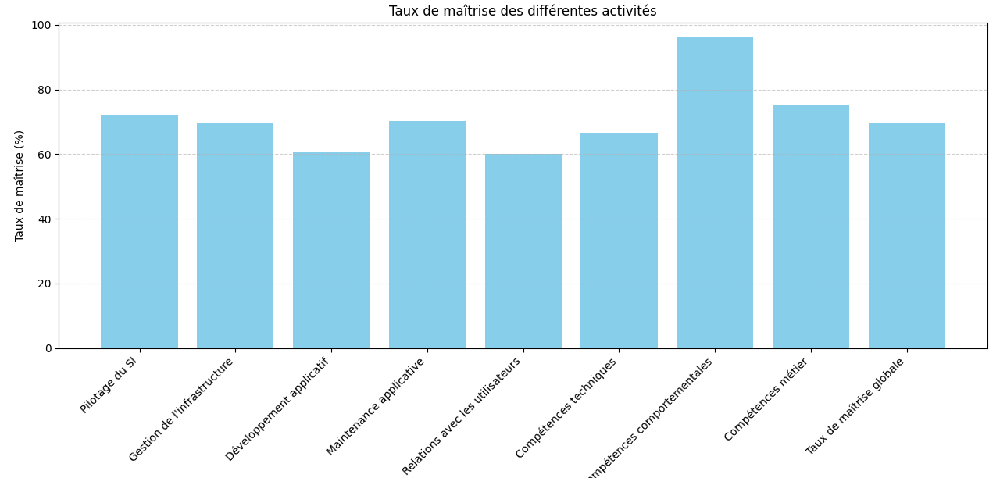 Taux de maîtrise des différentes activités
Taux de maîtrise (%)
100
80
60
40
20
0
Pilotage du SI
Gestion de l'infrastructure
Développement applicatif
Maintenance applicative
Relations avec les utilisateurs
Compétences techniques
ompétences comportementales
Compétences métier
Taux de maîtrise globale